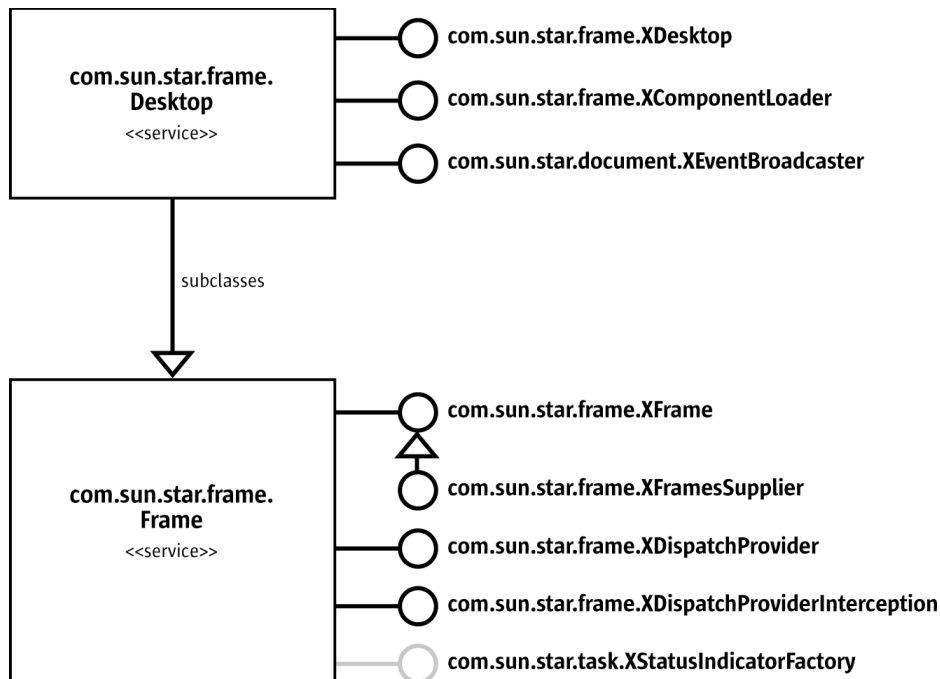 com.sun.star.frame.XDesktop
com.sun.star.frame.
Desktop
<<service>>
com.sun.star.frame.XComponentLoader
com.sun.star.document.XEventBroadcaster
subclasses
com.sun.star.frame.XFrame
com.sun.star.frame.XFramesSupplier
com.sun.star.frame.
Frame
<<service>>
com.sun.star.frame.XDispatchProvider
com.sun.star.frame.XDispatchProviderInterception
com.sun.star.task.XStatusIndicatorFactory